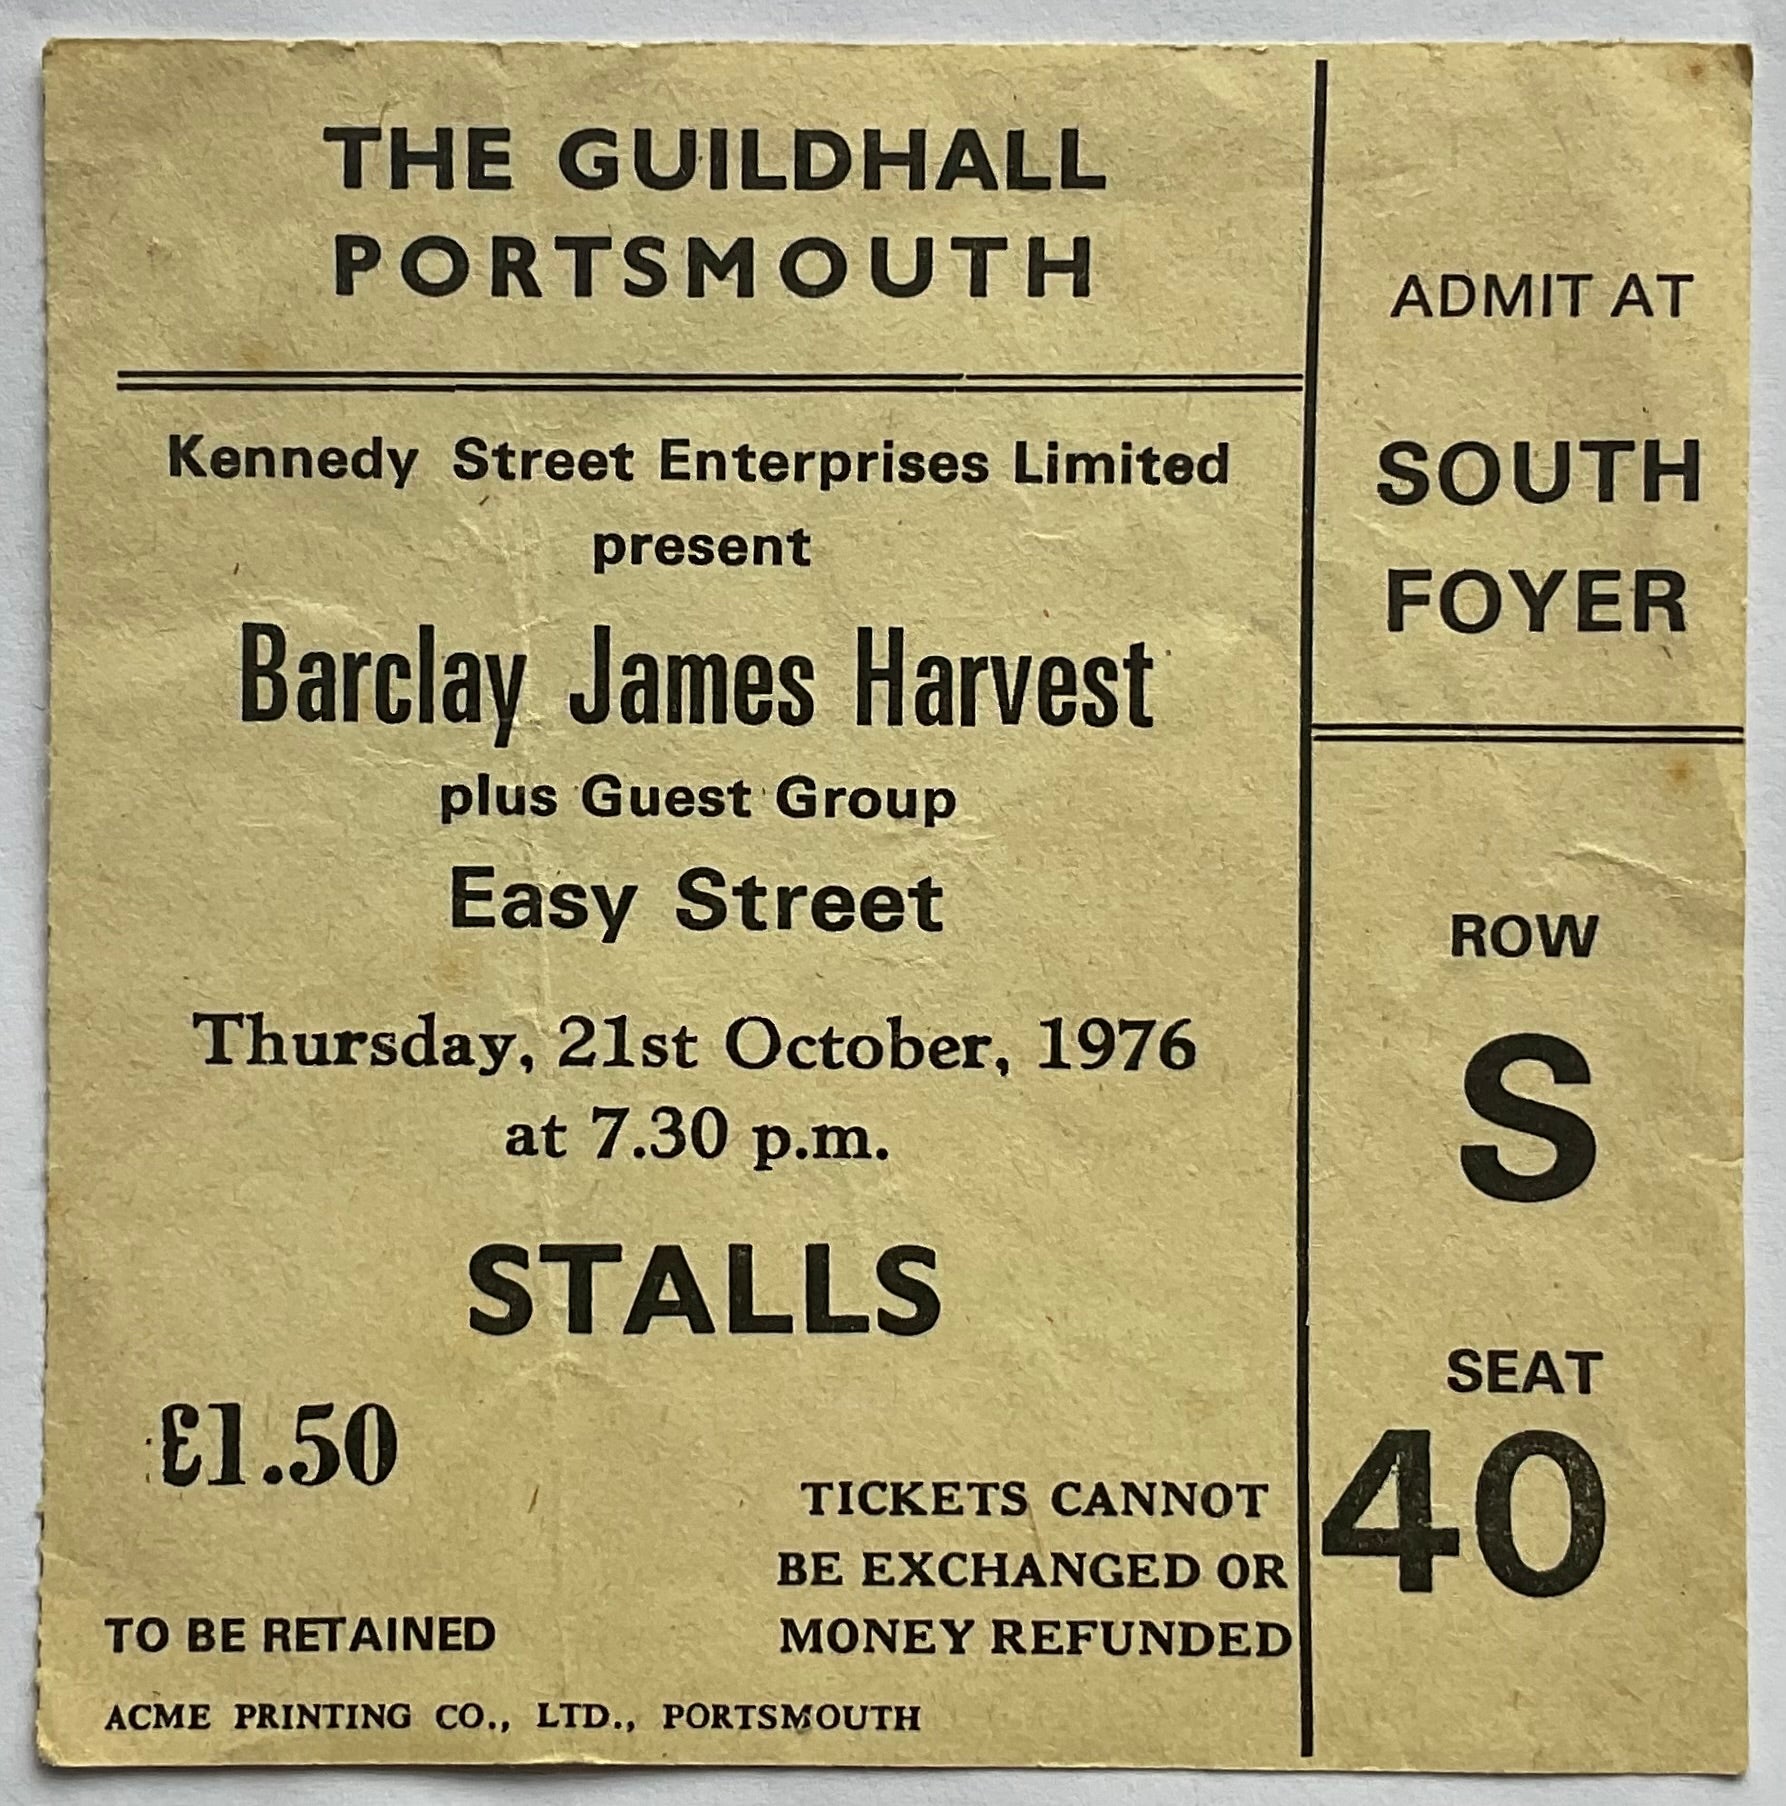 THE GUILDHALL
PORTSMOUTH
Kennedy Street Enterprises Limited
present
Barclay James Harvest
plus Guest Group
Easy Street
Thursday, 21st October, 1976
at 7.30 p.m.
STALLS
£1.50
TICKETS CANNOT
BE EXCHANGED OR
MONEY REFUNDED
TO BE RETAINED
ACME PRINTING CO., LTD., PORTSMOUTH
ADMIT AT
SOUTH
FOYER
ROW
S
SEAT
40